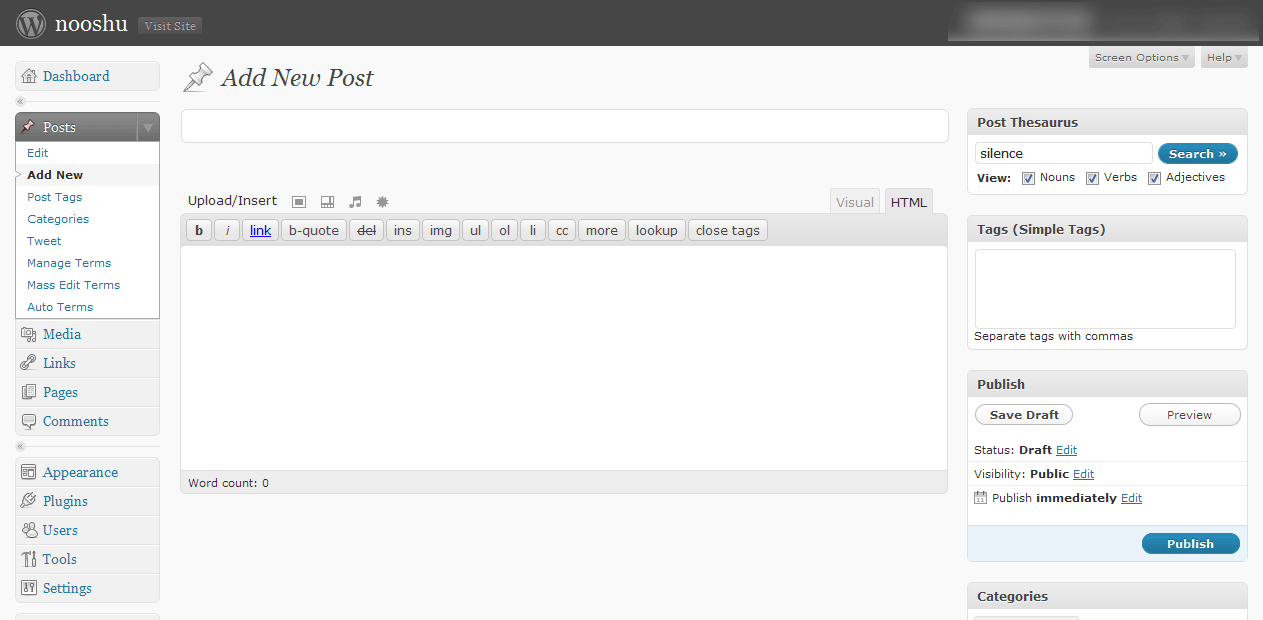 nooshu Visit Site
Screen Options Help
Dashboard
Posts
Edit
Add New
Post Tags
Categories
Tweet
Manage Terms
Mass Edit Terms
Auto Terms
Media
Links
Pages
Comments
Appearance
Plugins
Users
Tools
Settings
Add New Post
Upload/Insert
Visual HTML
b i link b-quote del ins img ul ol li cc more lookup close tags
Word count: 0
Post Thesaurus
silence Search »
View: Nouns Verbs Adjectives
Tags (Simple Tags)
Separate tags with commas
Publish
Save Draft Preview
Status: Draft Edit
Visibility: Public Edit
Publish immediately Edit
Publish
Categories